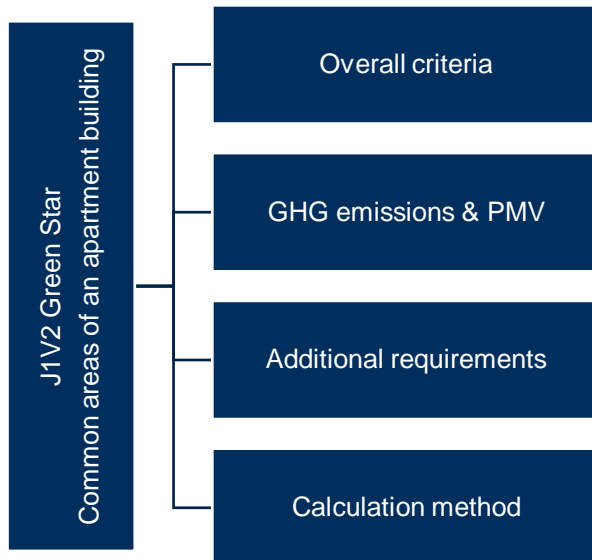 J1V2 Green Star
Common areas of an apartment building
Overall criteria
GHG emissions & PMV
Additional requirements
Calculation method